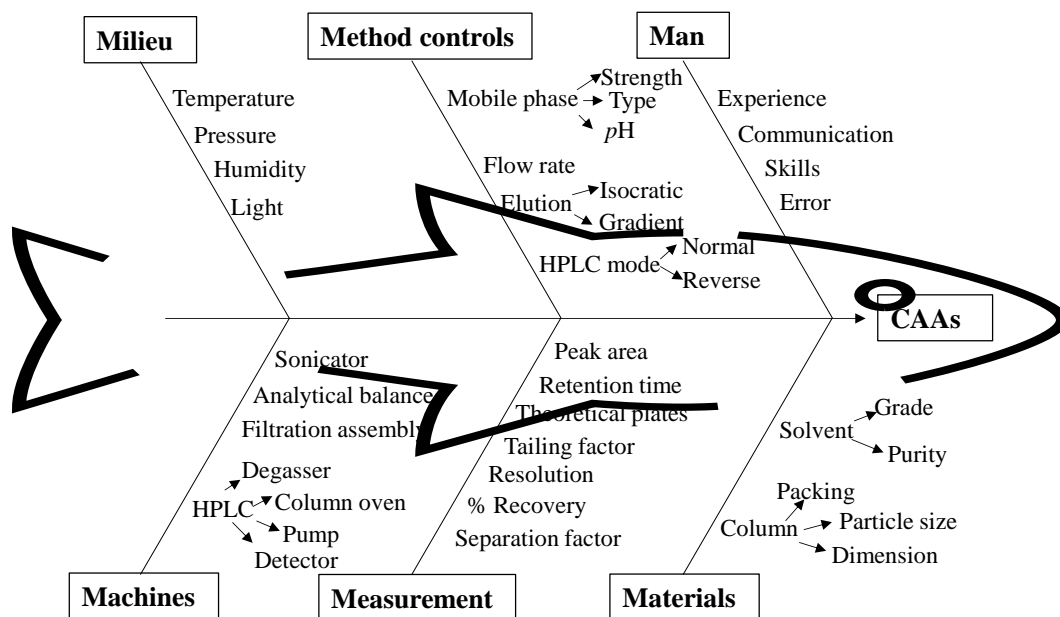 Milieu
Temperature
Pressure
Humidity
Light
Method controls
Mobile phase
Strength
Type
pH
Flow rate
Elution
Isocratic
Gradient
HPLC mode
Normal
Reverse
Man
Experience
Communication
Skills
Error
CAAs
Sonicator
Analytical balance
Filtration assembly
HPLC
Degasser
Column oven
Pump
Detector
Machines
Peak area
Retention time
Theoretical plates
Tailing factor
Resolution
% Recovery
Separation factor
Measurement
Solvent
Grade
Purity
Column
Packing
Particle size
Dimension
Materials